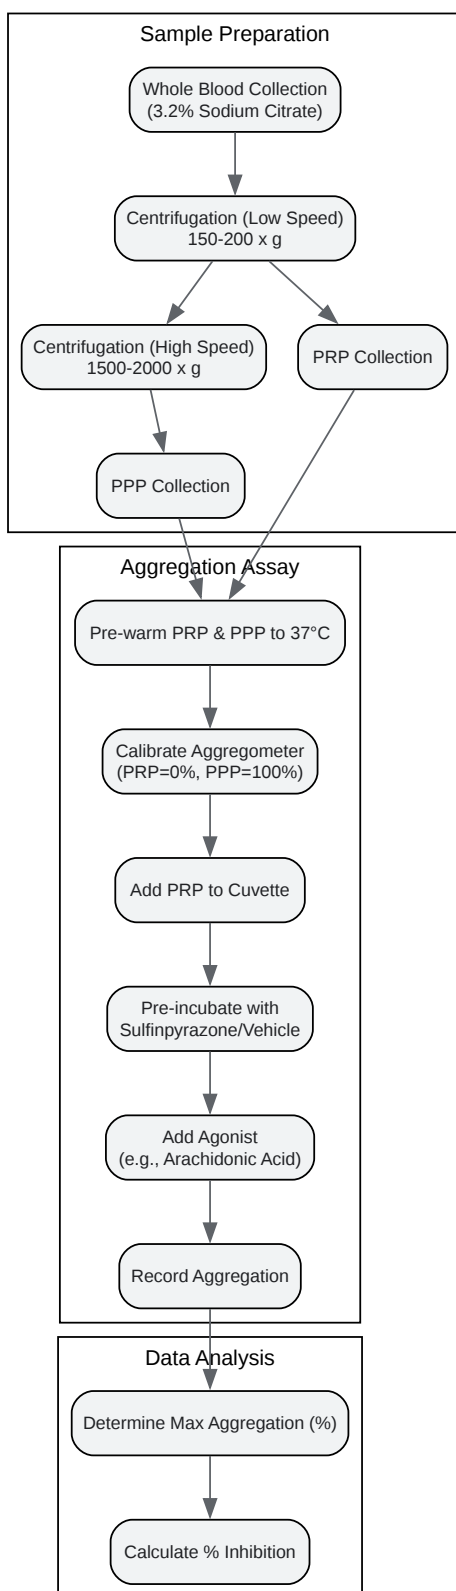 Sample Preparation
Whole Blood Collection
(3.2% Sodium Citrate)
Centrifugation (Low Speed)
150-200 x g
Centrifugation (High Speed)
1500-2000 x g
PRP Collection
PPP Collection
Aggregation Assay
Pre-warm PRP & PPP to 37°C
Calibrate Aggregometer
(PRP=0%, PPP=100%)
Add PRP to Cuvette
Pre-incubate with
Sulfinpyrazone/Vehicle
Add Agonist
(e.g., Arachidonic Acid)
Record Aggregation
Data Analysis
Determine Max Aggregation (%)
Calculate % Inhibition